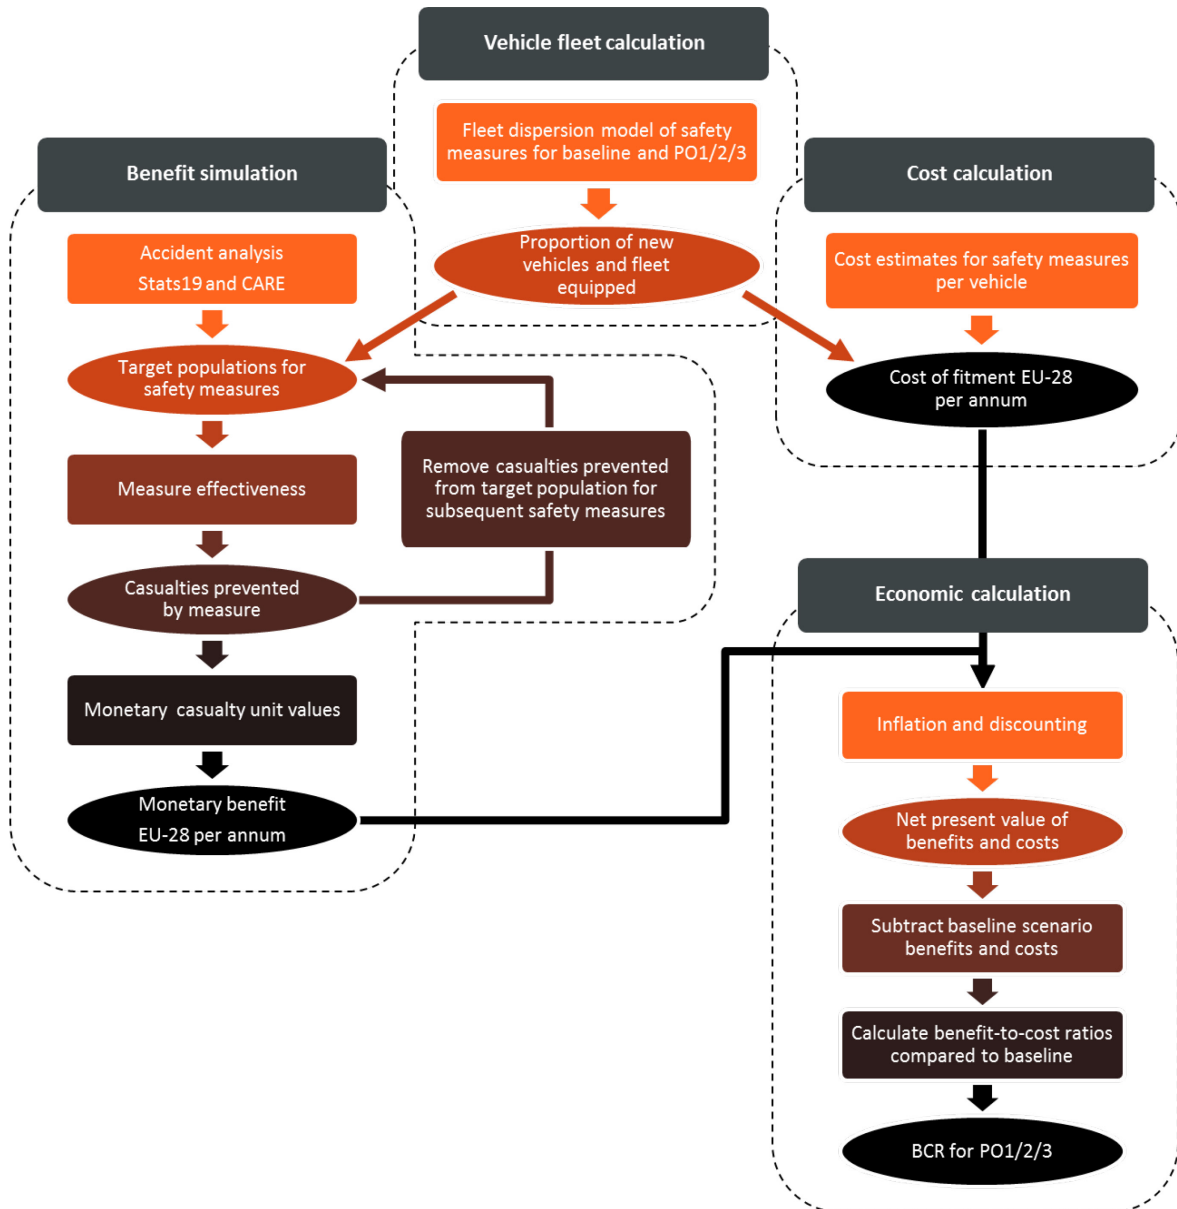 Vehicle fleet calculation
Fleet dispersion model of safety
measures for baseline and PO1/2/3
Proportion of new
vehicles and fleet
equipped
Benefit simulation
Accident analysis
Stats19 and CARE
Target populations for
safety measures
Measure effectiveness
Casualties prevented
by measure
Remove casualties prevented
from target population for
subsequent safety measures
Monetary casualty unit values
Monetary benefit
EU-28 per annum
Cost calculation
Cost estimates for safety measures
per vehicle
Cost of fitment EU-28
per annum
Economic calculation
Inflation and discounting
Net present value of
benefits and costs
Subtract baseline scenario
benefits and costs
Calculate benefit-to-cost ratios
compared to baseline
BCR for PO1/2/3